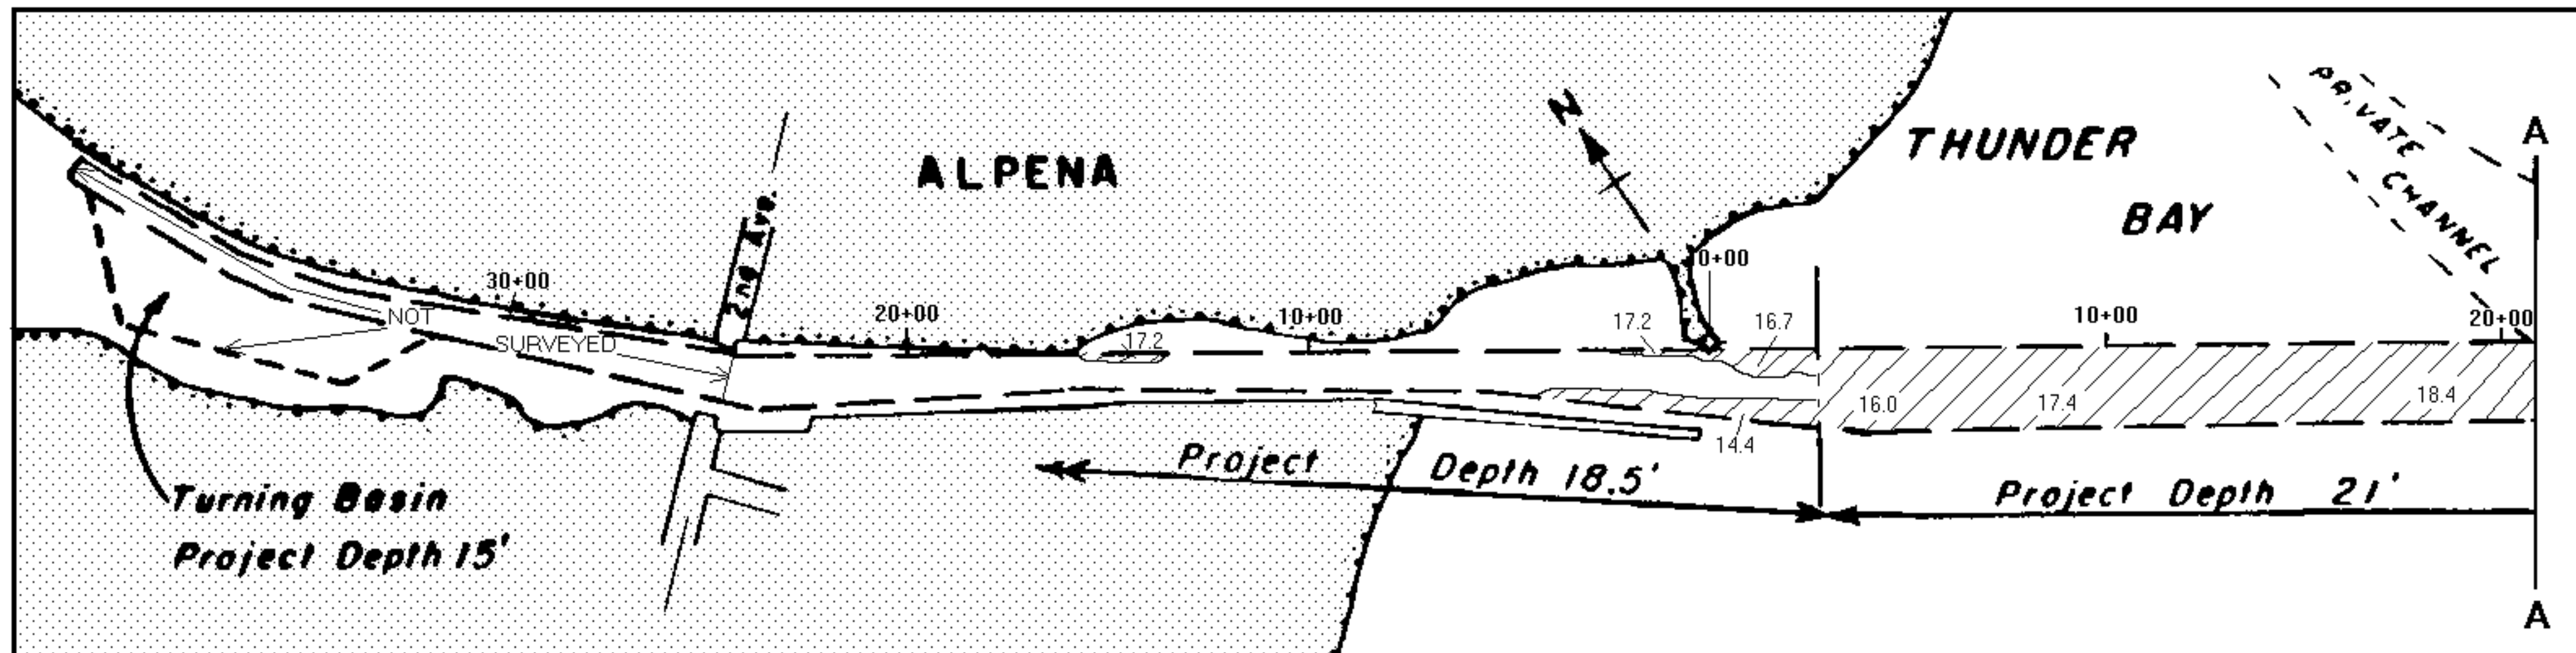 N
ALPENA
THUNDER
BAY
PRIVATE
CHANNEL
A
2nd Ave.
30+00
20+00
10+00
0+00
10+00
20+00
NOT
SURVEYED
17.2
17.2
16.7
16.0
17.4
18.4
14.4
Project Depth 18.5'
Project Depth 21'
Turning Basin
Project Depth 15'
A